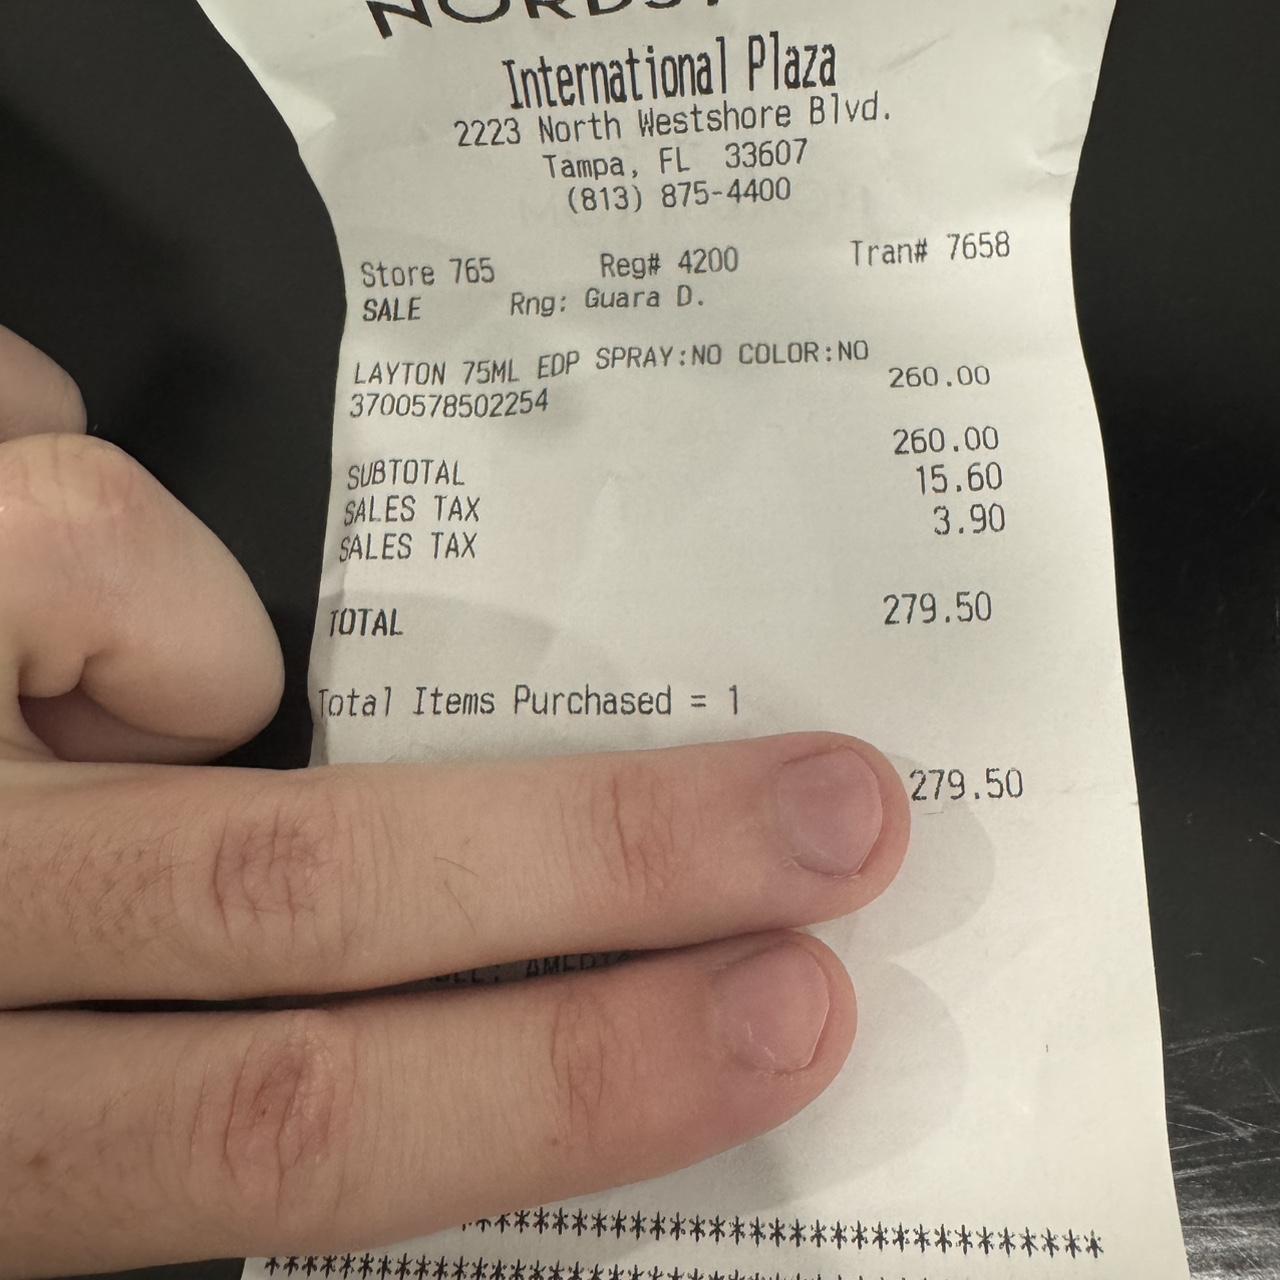 International Plaza
2223 North Westshore Blvd.
Tampa, FL 33607
(813) 875-4400
Store 765 Reg# 4200 Tran# 7658
SALE Rng: Guara D.
LAYTON 75ML EDP SPRAY:NO COLOR:NO
3700578502254 260.00
SUBTOTAL 260.00
SALES TAX 15.60
SALES TAX 3.90
TOTAL 279.50
Total Items Purchased = 1
279.50
***********************************
*******************************************